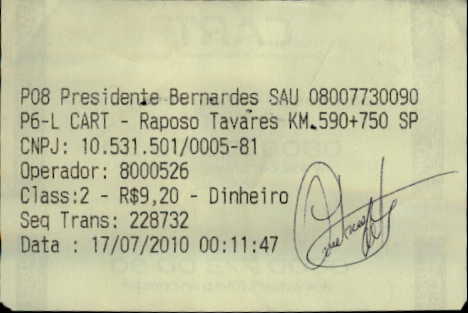 P08 Presidente Bernardes SAU 08007730090
P6-L CART - Raposo Tavares KM.590+750 SP
CNPJ: 10.531.501/0005-81
Operador: 8000526
Class:2 - R$9,20 - Dinheiro
Seq Trans: 228732
Data : 17/07/2010 00:11:47